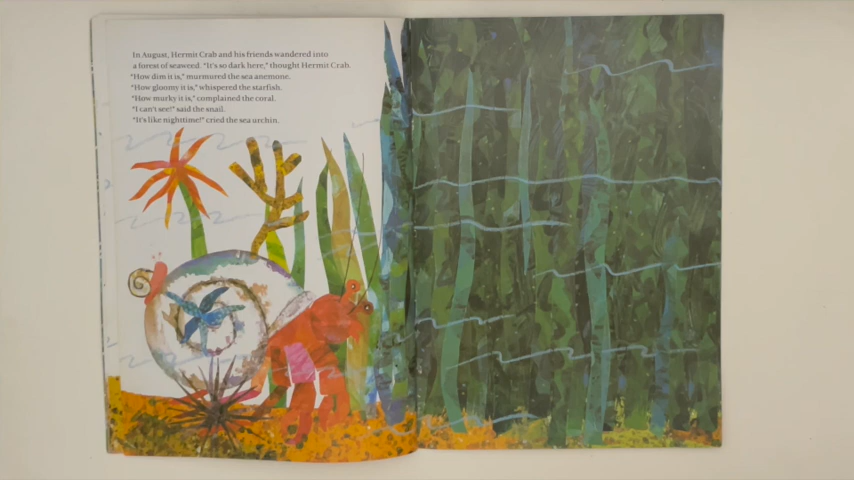 In August, Hermit Crab and his friends wandered into
a forest of seaweed. "It's so dark here," thought Hermit Crab.
"How dim it is," murmured the sea anemone.
"How gloomy it is," whispered the starfish.
"How murky it is," complained the coral.
"I can't see!" said the snail.
"It's like nighttime!" cried the sea urchin.